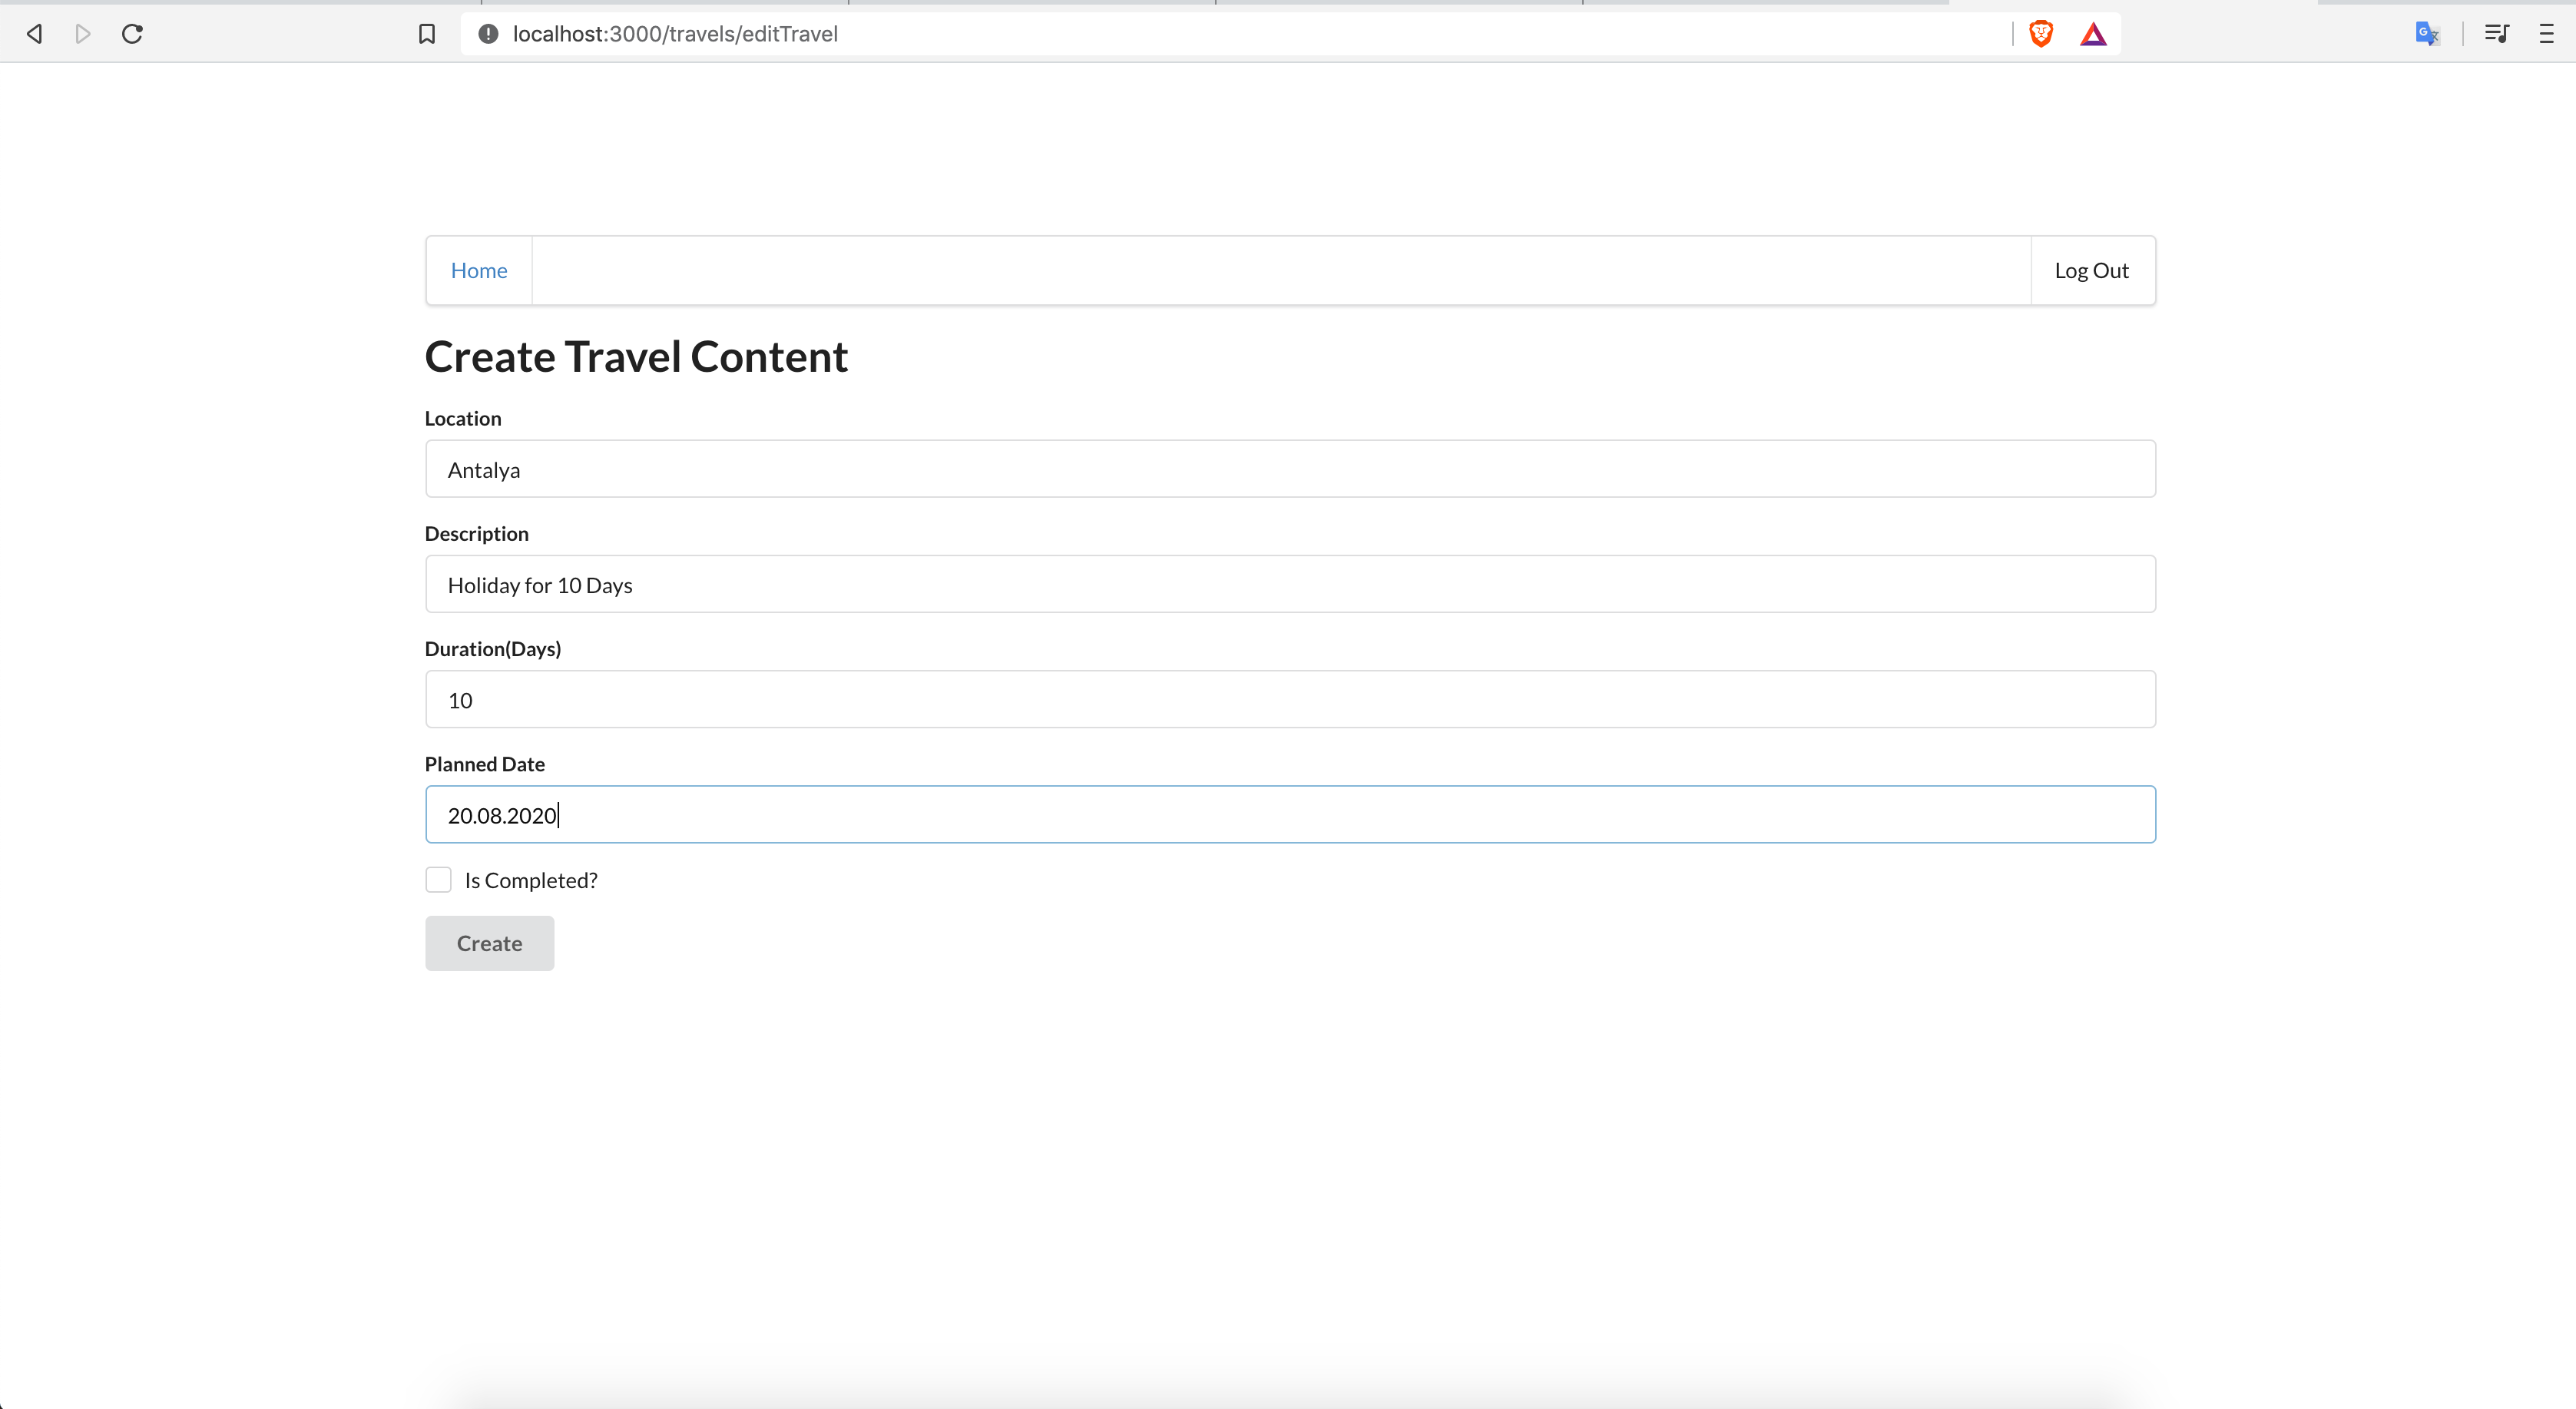 localhost:3000/travels/editTravel
Home
Log Out
Create Travel Content
Location
Antalya
Description
Holiday for 10 Days
Duration(Days)
10
Planned Date
20.08.2020
Is Completed?
Create